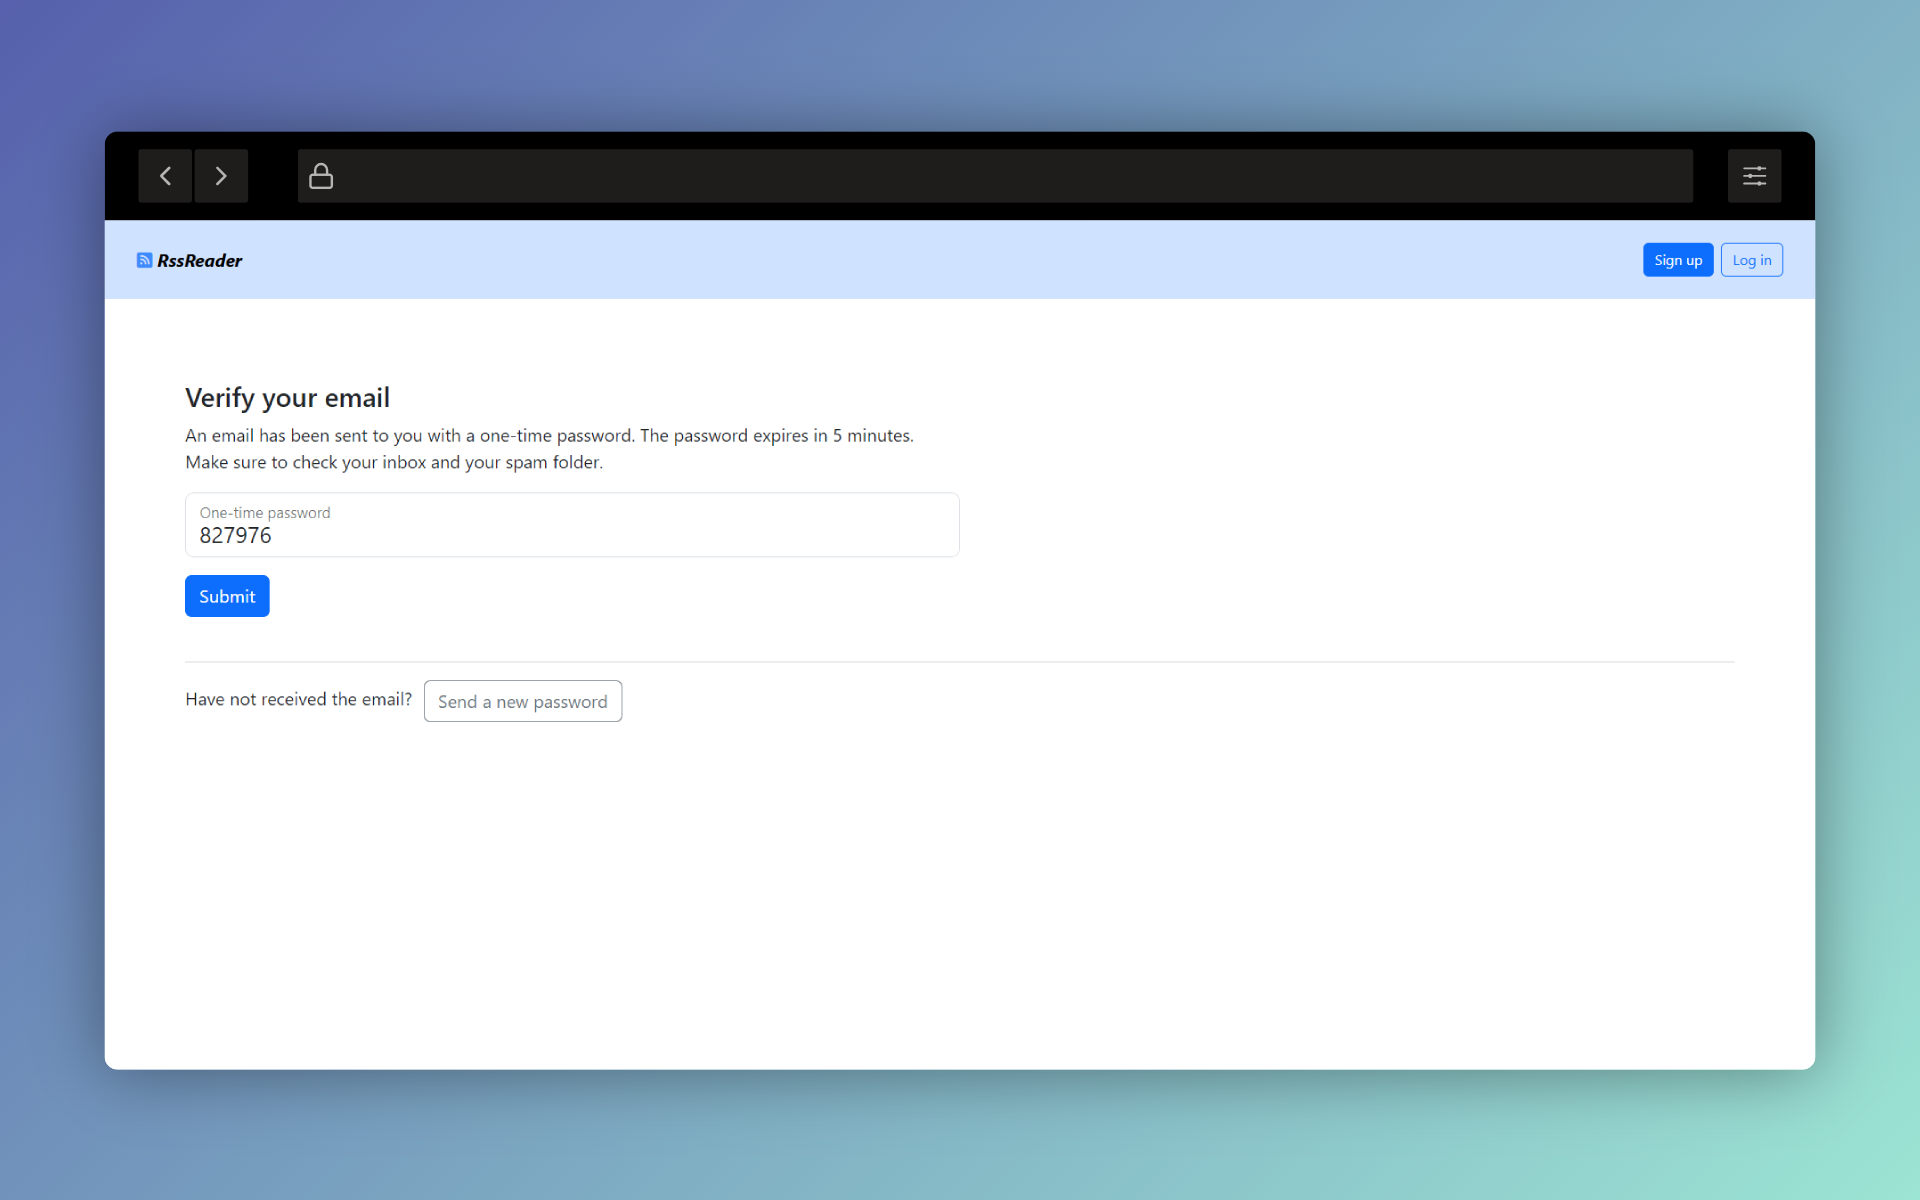 RssReader
Sign up
Log in
Verify your email
An email has been sent to you with a one-time password. The password expires in 5 minutes.
Make sure to check your inbox and your spam folder.
One-time password
827976
Submit
Have not received the email?
Send a new password